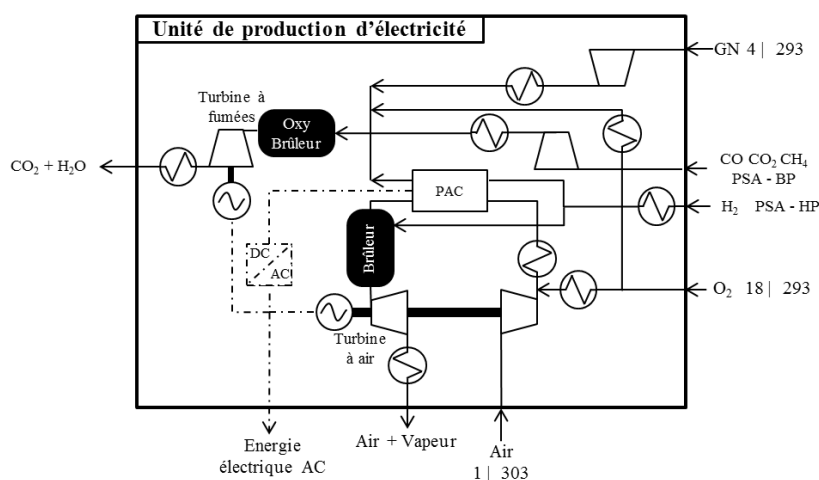 Unité de production d'électricité
GN 4 | 293
Turbine à
fumées
Oxy
Brûleur
CO₂ + H₂O
CO CO₂ CH₄
PSA - BP
PAC
H₂ PSA - HP
Brûleur
DC
AC
O₂ 18 | 293
Turbine
à air
Energie
électrique AC
Air + Vapeur
Air
1 | 303